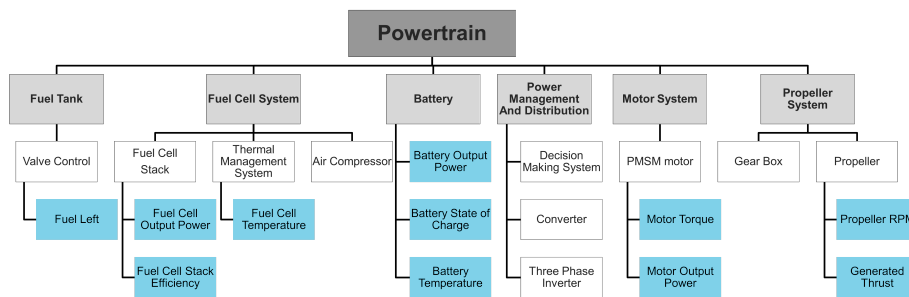 Powertrain
Fuel Tank
Fuel Cell System
Battery
Power
Management
And Distribution
Motor System
Propeller
System
Valve Control
Fuel Cell
Stack
Thermal
Management
System
Air Compressor
Battery Output
Power
Decision
Making System
PMSM motor
Gear Box
Propeller
Fuel Left
Fuel Cell
Output Power
Fuel Cell
Temperature
Battery State of
Charge
Converter
Motor Torque
Propeller RPM
Fuel Cell Stack
Efficiency
Battery
Temperature
Three Phase
Inverter
Motor Output
Power
Generated
Thrust